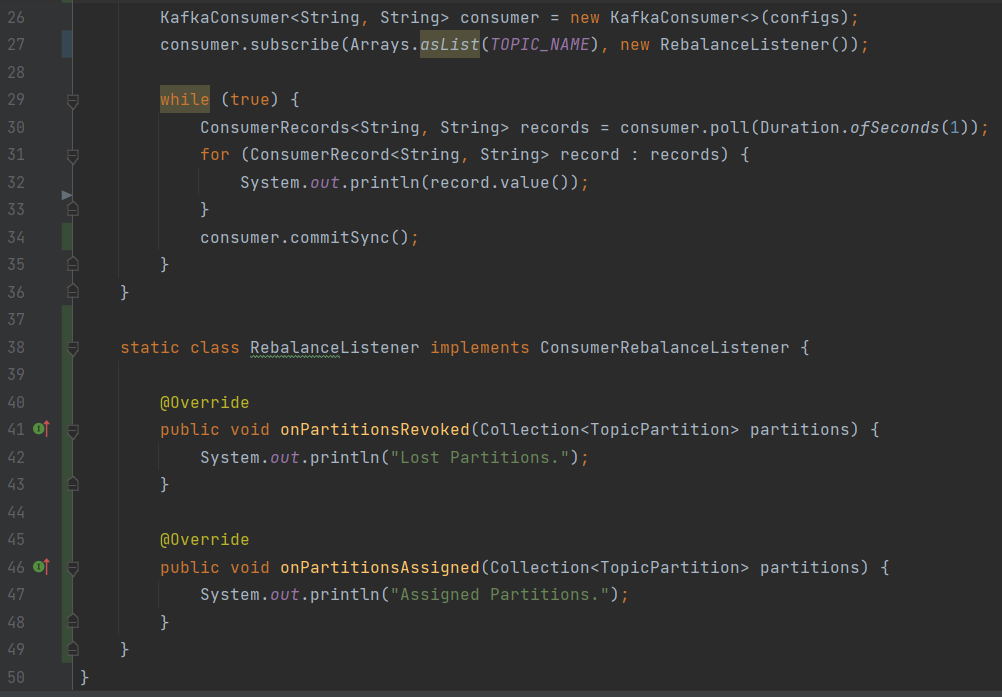 26 KafkaConsumer<String, String> consumer = new KafkaConsumer<>(configs);
27 consumer.subscribe(Arrays.asList(TOPIC_NAME), new RebalanceListener());
28
29 while (true) {
30 ConsumerRecords<String, String> records = consumer.poll(Duration.ofSeconds(1));
31 for (ConsumerRecord<String, String> record : records) {
32 System.out.println(record.value());
33 }
34 consumer.commitSync();
35 }
36 }
37
38 static class RebalanceListener implements ConsumerRebalanceListener {
39
40 @Override
41 public void onPartitionsRevoked(Collection<TopicPartition> partitions) {
42 System.out.println("Lost Partitions.");
43 }
44
45 @Override
46 public void onPartitionsAssigned(Collection<TopicPartition> partitions) {
47 System.out.println("Assigned Partitions.");
48 }
49 }
50 }